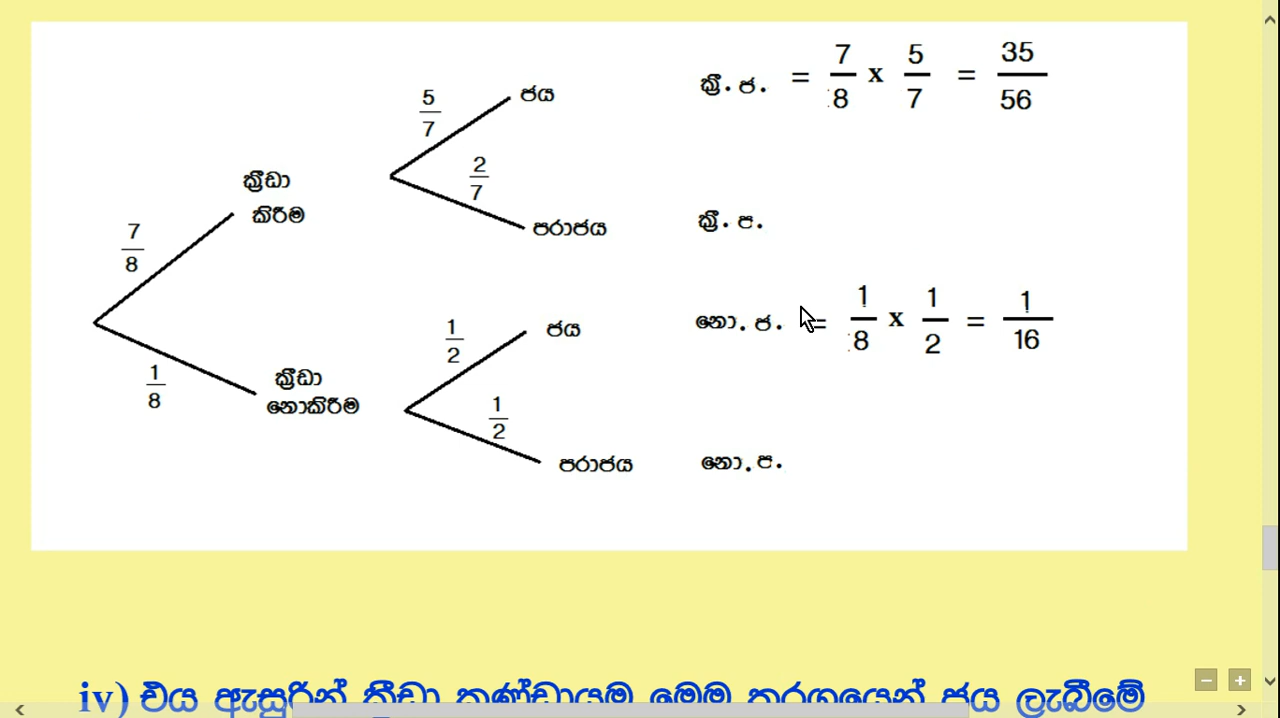 ක්‍රී. ජ. = 7/8 x 5/7 = 35/56
5/7 ජය
2/7
ක්‍රීඩා
කිරීම
පරාජය ක්‍රී. ප.
7/8
1/2 ජය නො. ජ. = 1/8 x 1/2 = 1/16
1/8
ක්‍රීඩා
නොකිරීම
1/2
පරාජය නො. ප.
iv) එය ඇසුරින් ක්‍රීඩා කණ්ඩායම මෙම තරගයෙන් ජය ලැබීමේ